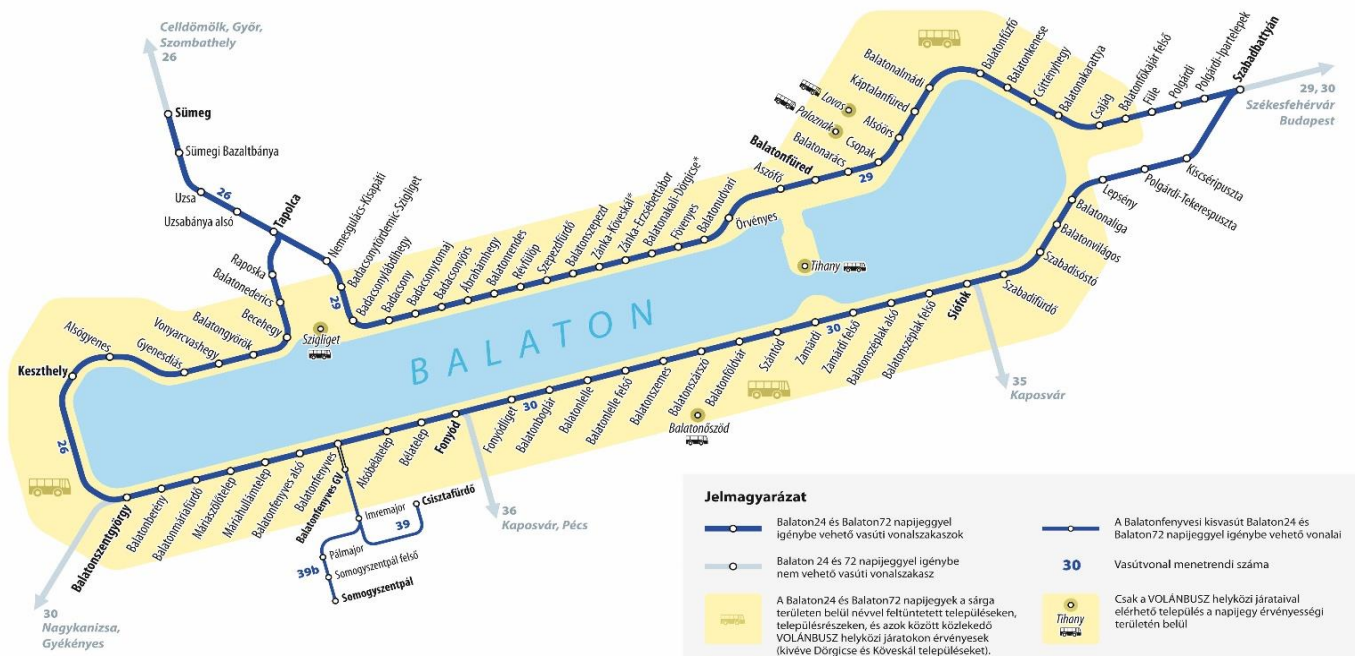 Celldömölk, Győr,
Szombathely
26
Sümeg
Sümegi Bazaltbánya
Uzsa
26
Uzsabánya alsó
Tapolca
Raposka
Balatonederics
Becehegy
Balatongyörök
Vonyarcvashegy
Gyenesdiás
Alsógyenes
Keszthely
26
Szigliget
Nemesgulács-Kisapáti
Badacsonytördemic-Szigliget
29
Badacsonylábdihegy
Badacsony
Badacsonytomaj
Badacsonyörs
Ábrahámhegy
Balatonrendes
Révfülöp
Szepezdfürdő
Balatonszepezd
Zánka-Köveskál*
Zánka-Erzsébettábor
Balatonakali-Dörgicse*
Fövenyes
Balatonudvari
Örvényes
Aszófő
Balatonfüred
Balatonarács
29
Csopak
Paloznak
Lovos
Alsóörs
Káptalanfüred
Balatonalmádi
Balatonfűzfő
Balatonkenese
Csittényhegy
Balatonakarattya
Csajág
Balatonfőkajár felső
Füle
Polgárdi
Polgárdi-Ipartelepek
Szabadbattyán
29, 30
Székesfehérvár
Budapest
Kiscséripuszta
Polgárdi-Tekerespuszta
Lepsény
Balatonaliga
Balatonvilágos
Szabadisóstó
Szabadifürdő
Siófok
35
Kaposvár
Tihany
BALATON
Balatonszéplak felső
Balatonszéplak alsó
Zamárdi felső
30
Zamárdi
Szántód
Balatonföldvár
Balatonszárszó
Balatonőszöd
Balatonszemes
Balatonlelle felső
Balatonlelle
Balatonboglár
30
Fonyódliget
Fonyód
36
Kaposvár, Pécs
Bélatelep
Alsóbélatelep
Balatonfenyves
Balatonfenyves GV
Imremajor
39
Csisztafürdő
Pálmajor
39b
Somogyszentpál felső
Somogyszentpál
Balatonfenyves alsó
Máriahullámtelep
Máriaszőlőtelep
Balatonmáriafürdő
Balatonberény
Balatonszentgyörgy
30
Nagykanizsa,
Gyékényes
Jelmagyarázat
Balaton24 és Balaton72 napijeggyel
igénybe vehető vasúti vonalszakaszok
Balaton 24 és 72 napijeggyel igénybe
nem vehető vasúti vonalszakasz
A Balaton24 és Balaton72 napijegyek a sárga
területen belül névvel feltüntetett településeken,
településrészeken, és azok között közlekedő
VOLÁNBUSZ helyközi járatokon érvényesek
(kivéve Dörgicse és Köveskál településeket).
A Balatonfenyvesi kisvasút Balaton24 és
Balaton72 napijeggyel igénybe vehető vonalai
30
Vasútvonal menetrendi száma
Tihany
Csak a VOLÁNBUSZ helyközi járataival
elérhető település a napijegy érvényességi
területén belül